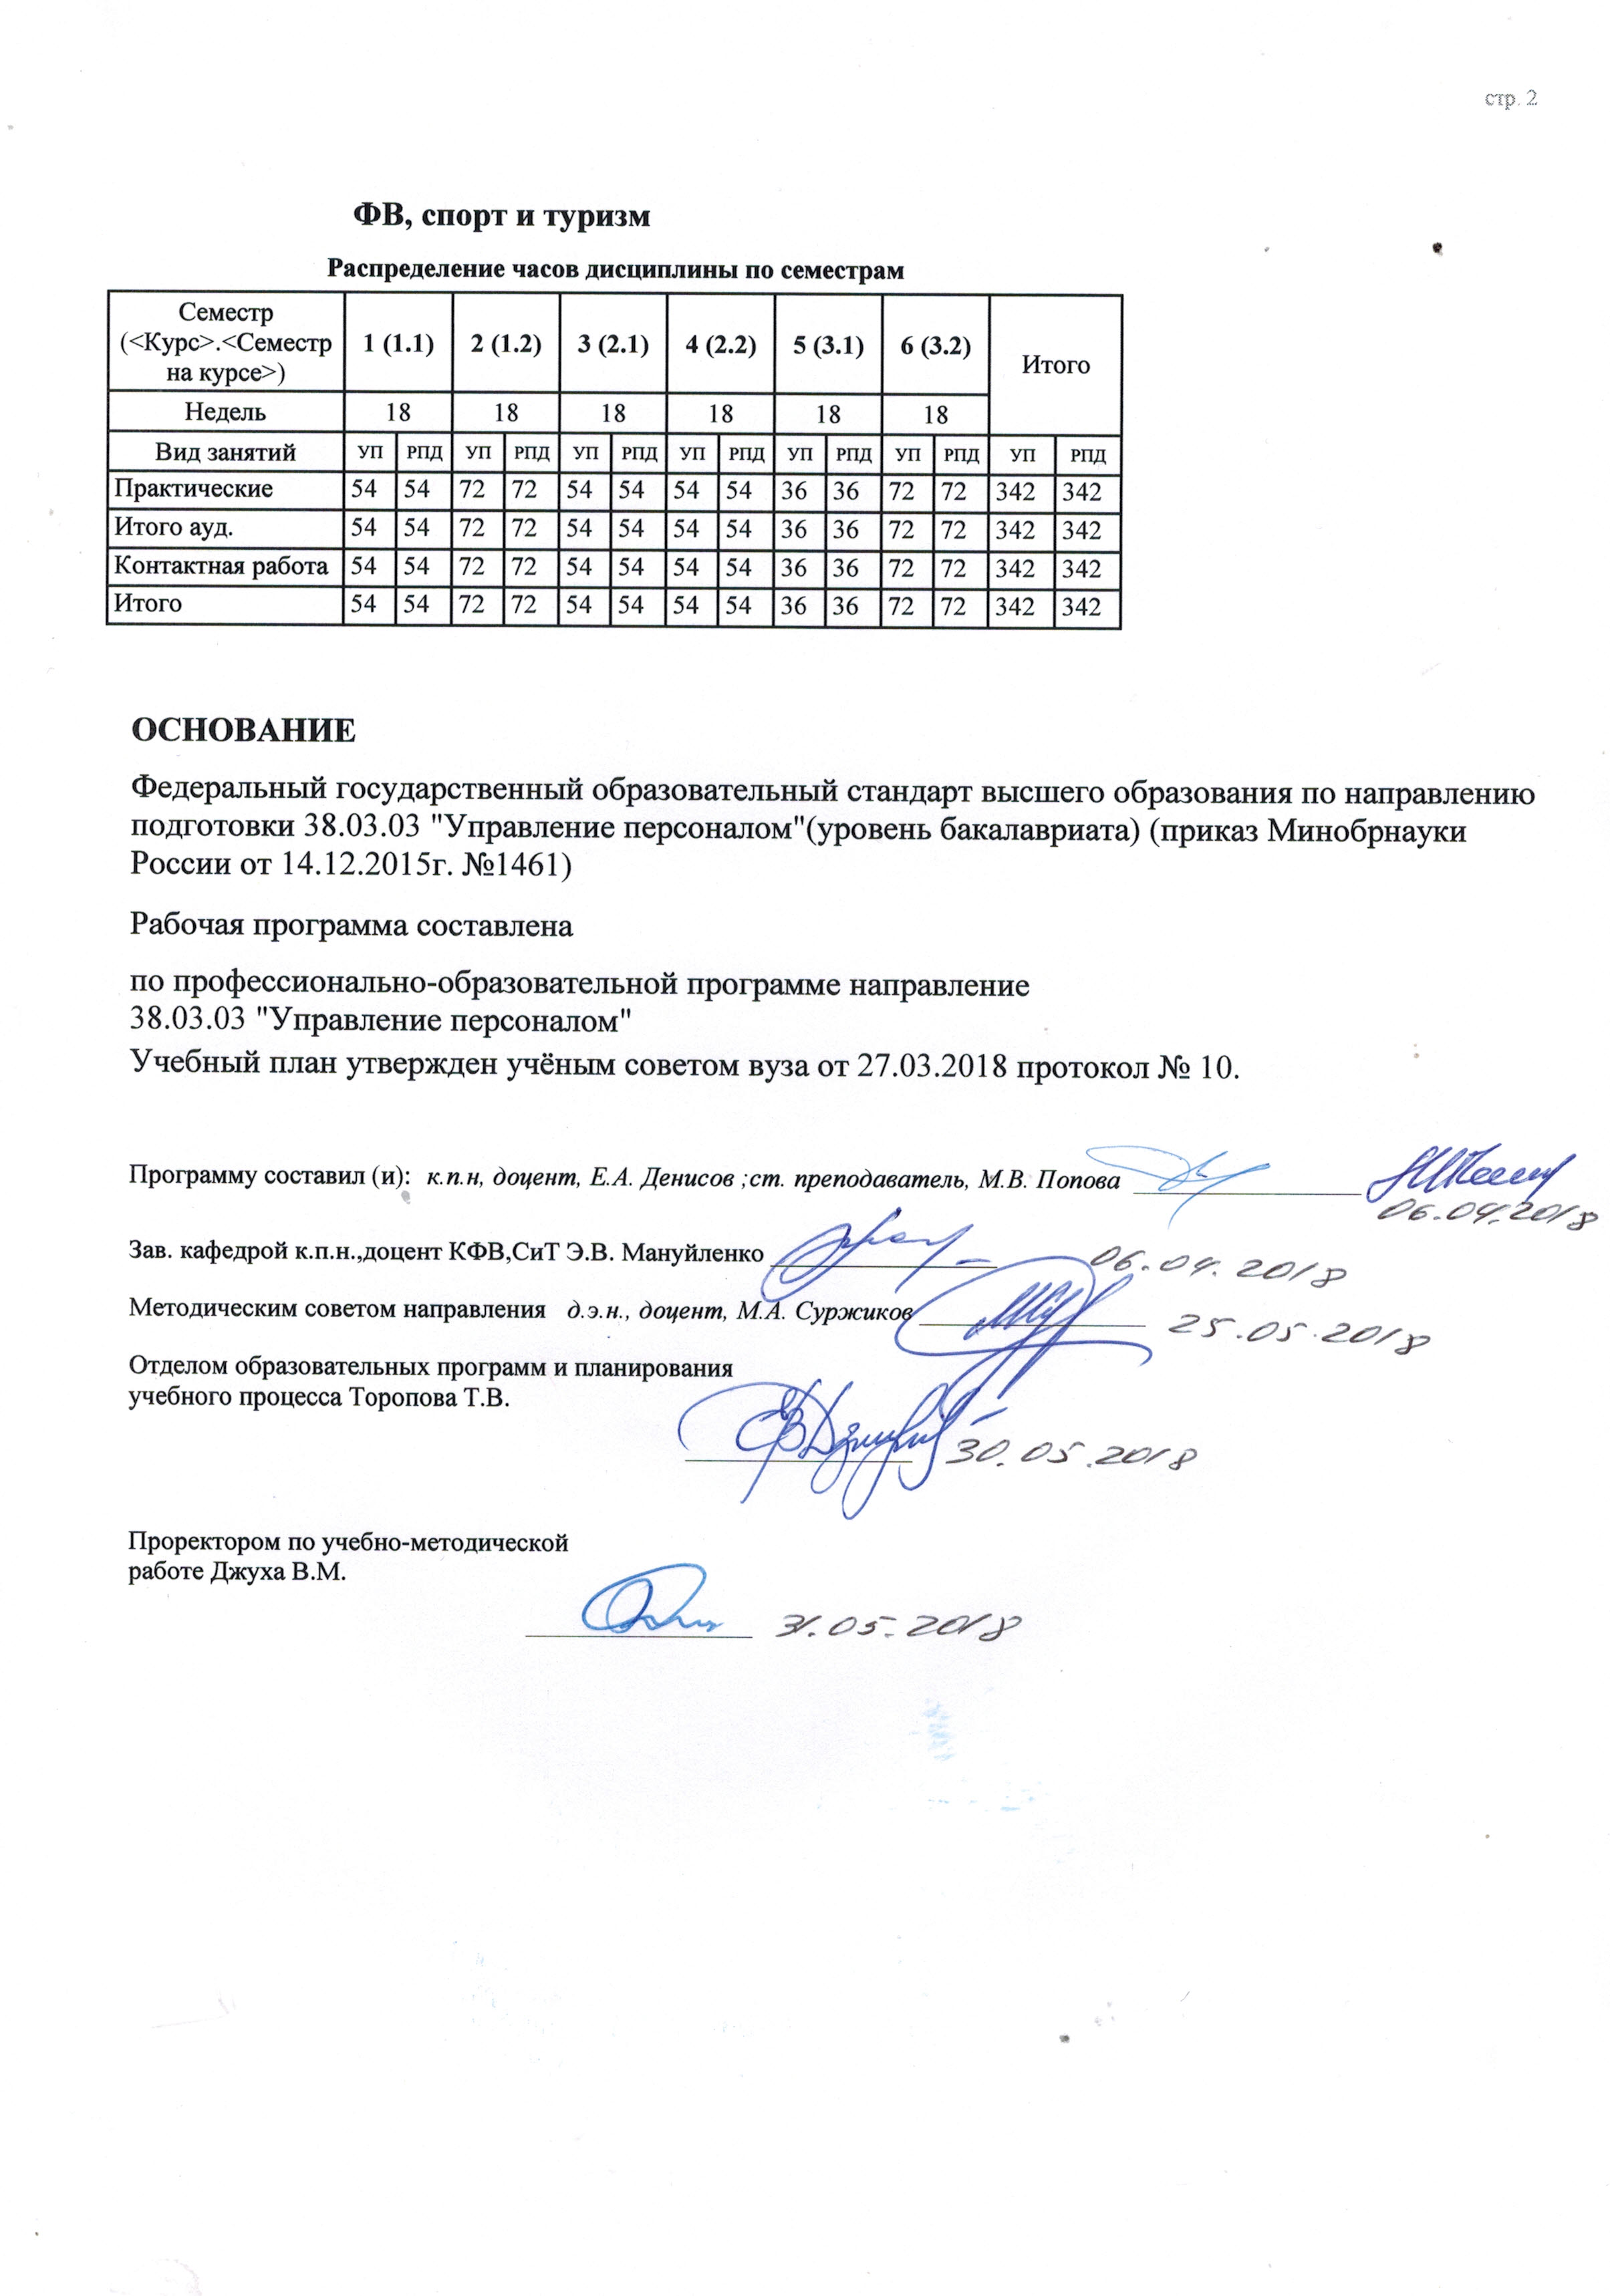 стр. 2
ФВ, спорт и туризм
Распределение часов дисциплины по семестрам
Семестр (<Курс>.<Семестр на курсе>) 1 (1.1) 2 (1.2) 3 (2.1) 4 (2.2) 5 (3.1) 6 (3.2) Итого
Недель 18 18 18 18 18 18
Вид занятий УП РПД УП РПД УП РПД УП РПД УП РПД УП РПД УП РПД
Практические 54 54 72 72 54 54 54 54 36 36 72 72 342 342
Итого ауд. 54 54 72 72 54 54 54 54 36 36 72 72 342 342
Контактная работа 54 54 72 72 54 54 54 54 36 36 72 72 342 342
Итого 54 54 72 72 54 54 54 54 36 36 72 72 342 342
ОСНОВАНИЕ
Федеральный государственный образовательный стандарт высшего образования по направлению
подготовки 38.03.03 "Управление персоналом"(уровень бакалавриата) (приказ Минобрнауки
России от 14.12.2015г. №1461)
Рабочая программа составлена
по профессионально-образовательной программе направление
38.03.03 "Управление персоналом"
Учебный план утвержден учёным советом вуза от 27.03.2018 протокол № 10.
Программу составил (и): к.п.н, доцент, Е.А. Денисов ;ст. преподаватель, М.В. Попова
06.04.2018
Зав. кафедрой к.п.н.,доцент КФВ,СиТ Э.В. Мануйленко 06.04.2018
Методическим советом направления д.э.н., доцент, М.А. Суржиков 25.05.2018
Отделом образовательных программ и планирования
учебного процесса Торопова Т.В.
30.05.2018
Проректором по учебно-методической
работе Джуха В.М.
31.05.2018